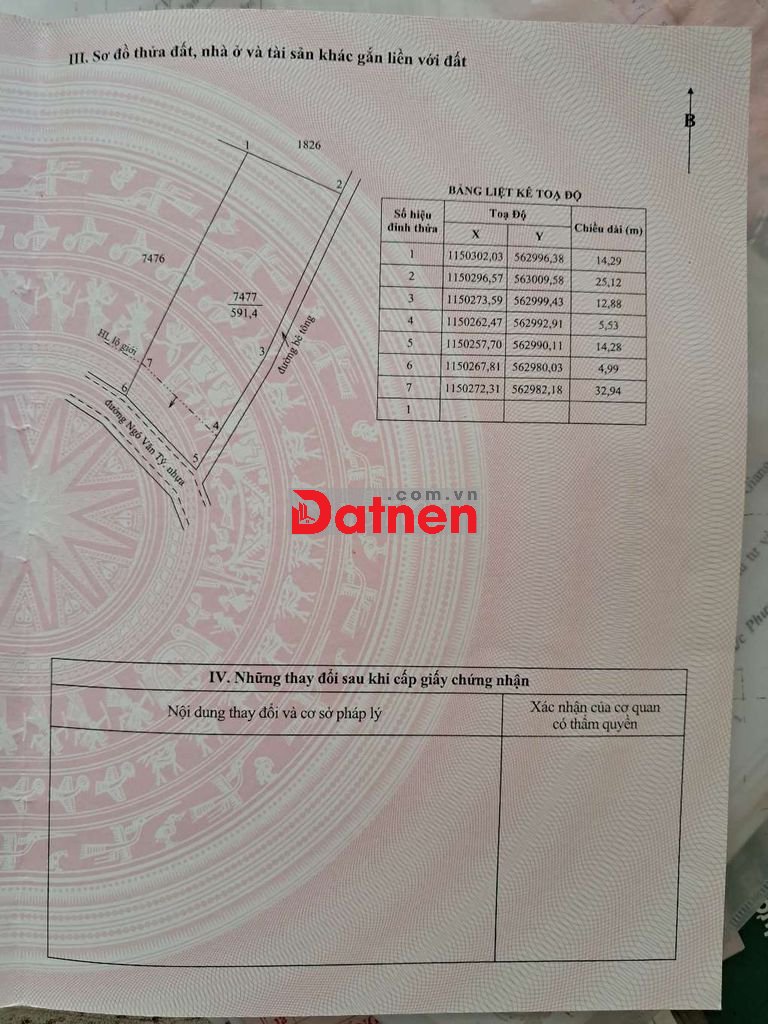 III. Sơ đồ thửa đất, nhà ở và tài sản khác gắn liền với đất
B
1
1826
2
7476
7477
591,4
HL lộ giới
7
3
đường bê tông
6
4
5
đường Ngô Văn Tý, nhựa
BẢNG LIỆT KÊ TOẠ ĐỘ
Số hiệu đỉnh thửa Toạ Độ Chiều dài (m)
X Y
1 1150302,03 562996,38 14,29
2 1150296,57 563009,58 25,12
3 1150273,59 562999,43 12,88
4 1150262,47 562992,91 5,53
5 1150257,70 562990,11 14,28
6 1150267,81 562980,03 4,99
7 1150272,31 562982,18 32,94
1
.com.vn
Datnen
IV. Những thay đổi sau khi cấp giấy chứng nhận
Nội dung thay đổi và cơ sở pháp lý
Xác nhận của cơ quan
có thẩm quyền